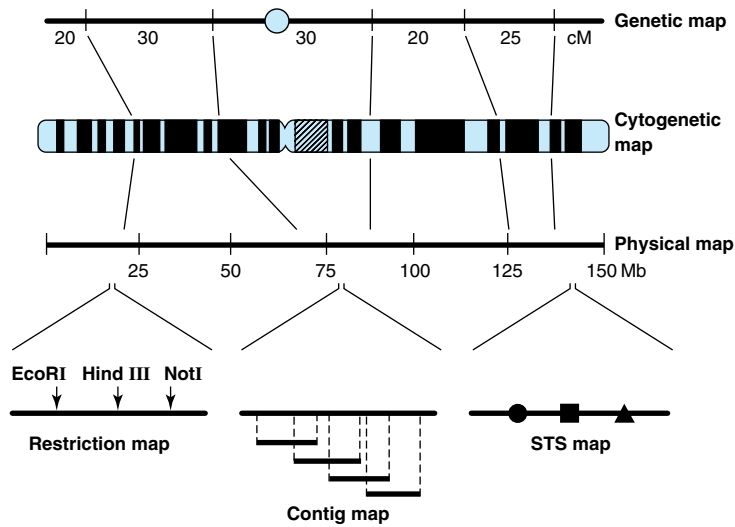 Genetic map
20 30 30 20 25 cM
Cytogenetic
map
Physical map
25 50 75 100 125 150 Mb
EcoRI Hind III NotI
Restriction map
STS map
Contig map